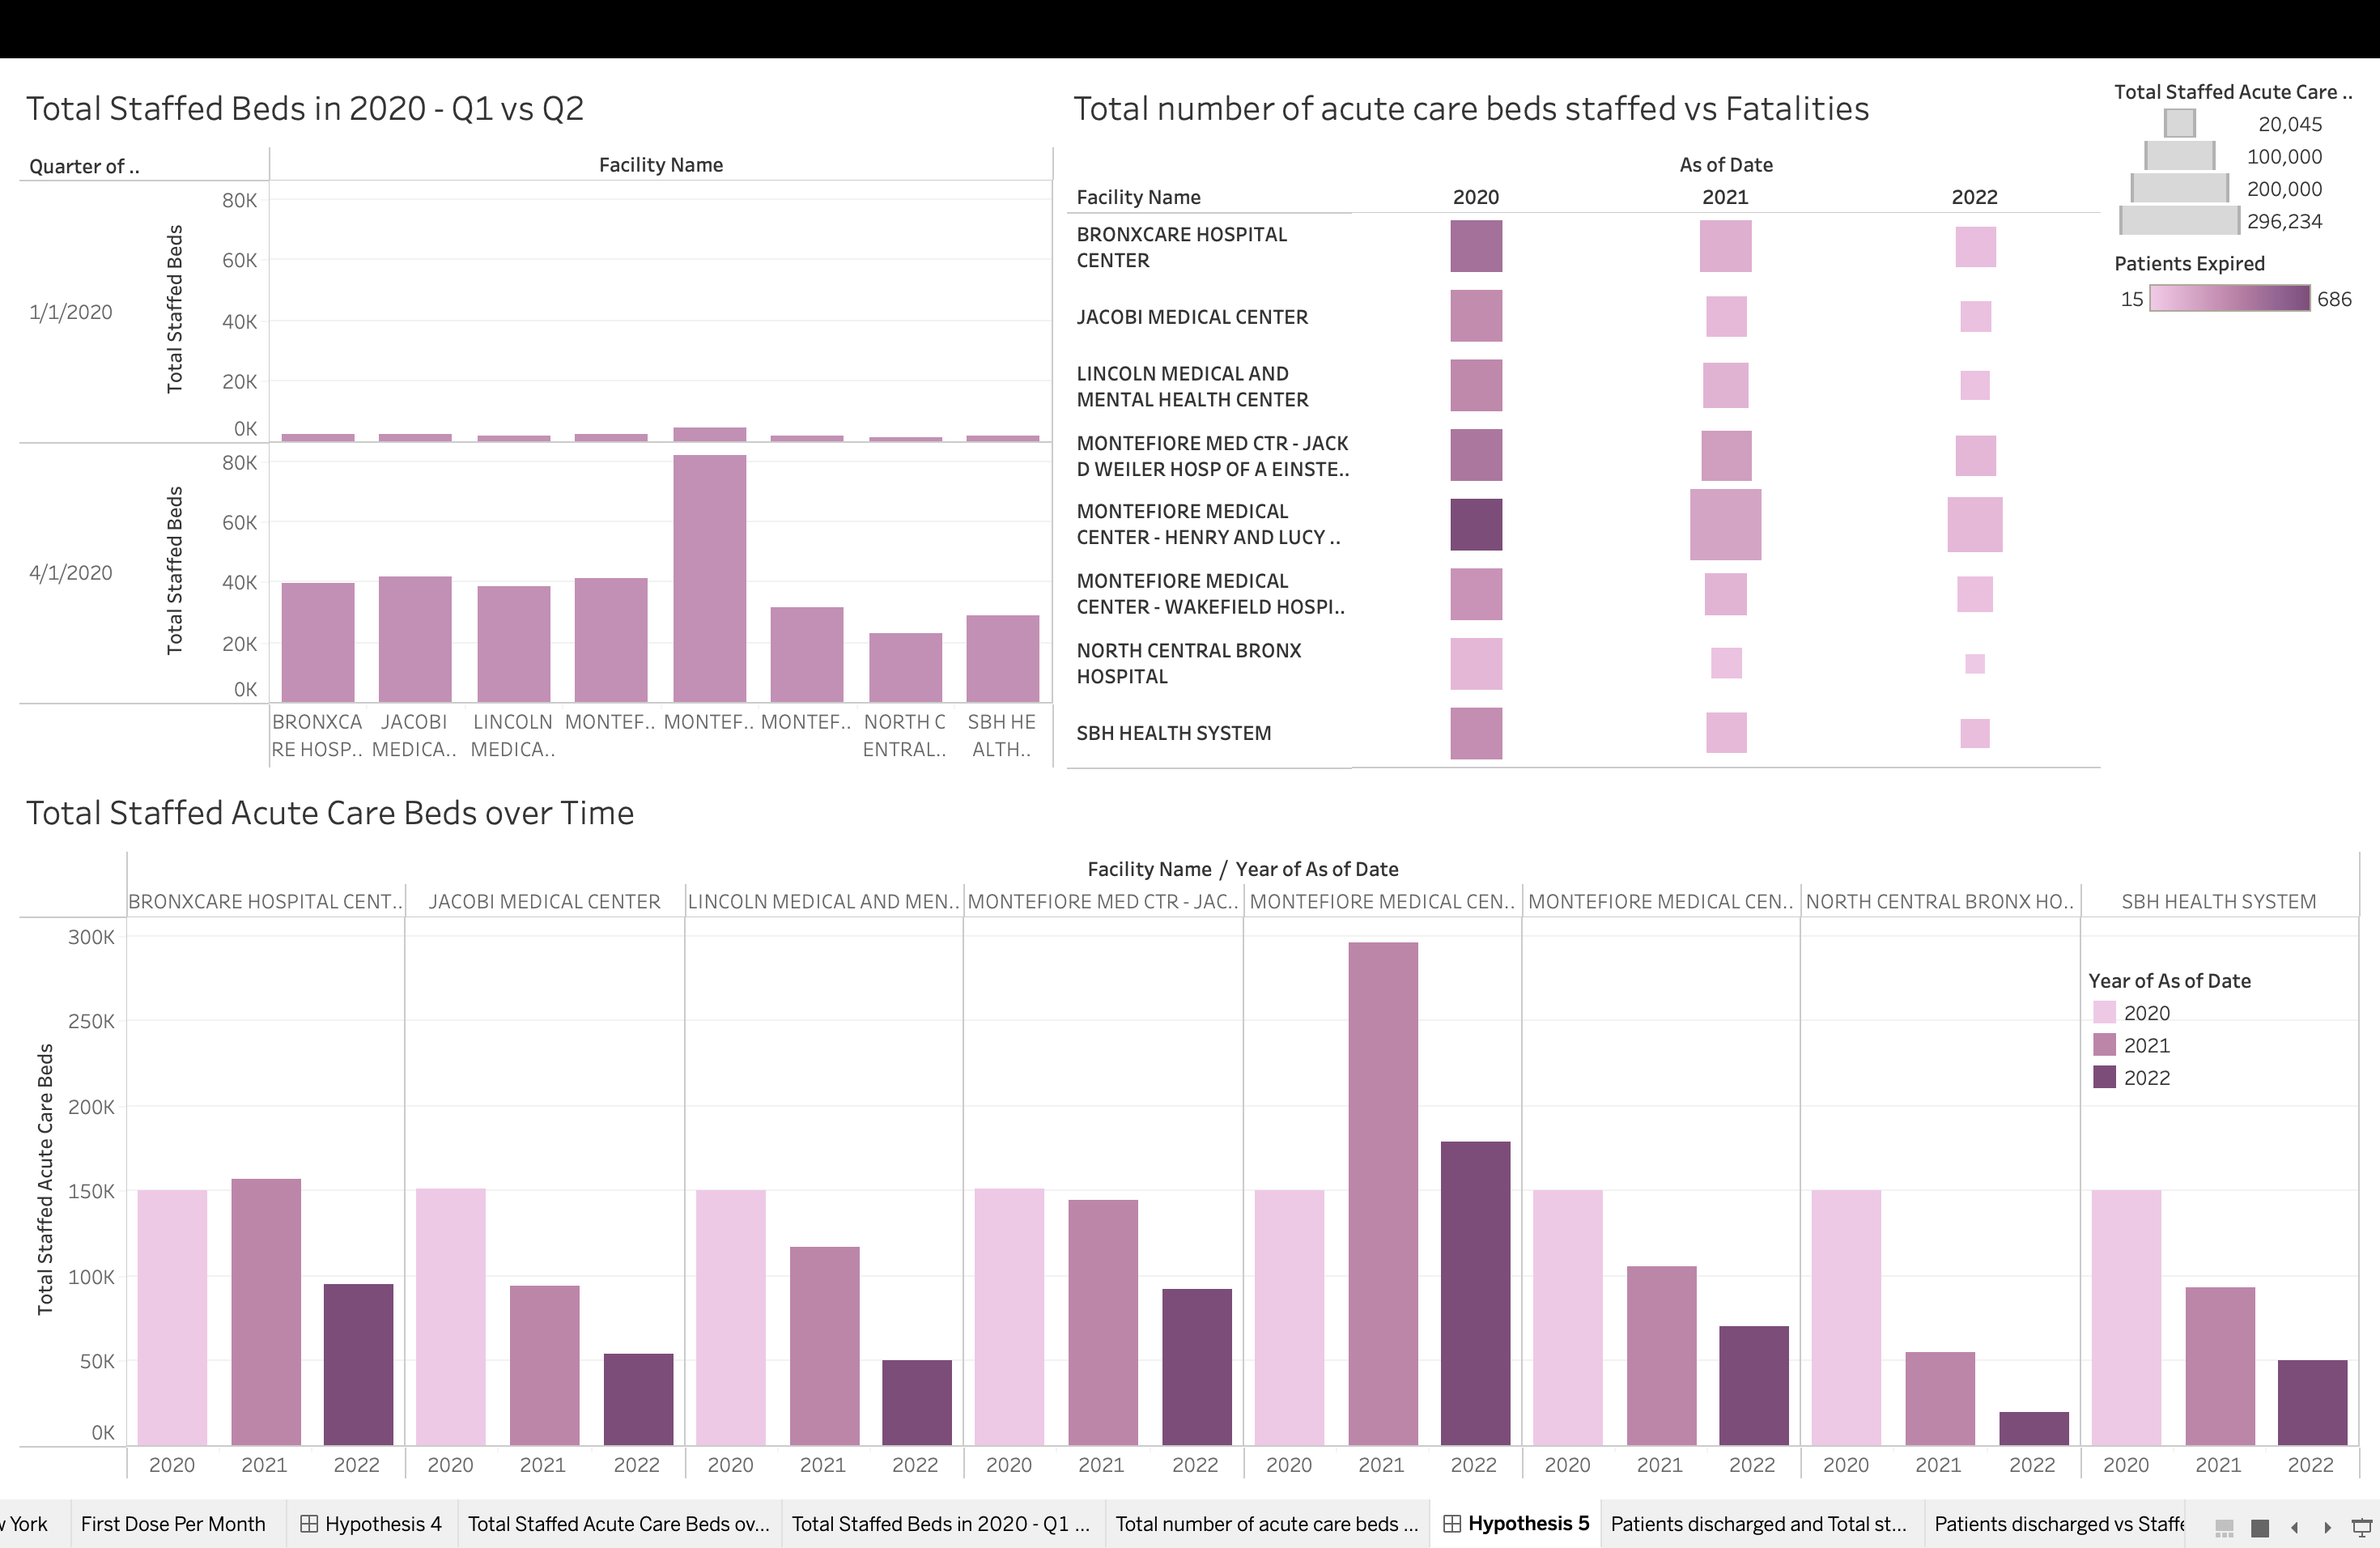 Total Staffed Beds in 2020 - Q1 vs Q2
Quarter of ..
Facility Name
1/1/2020
Total Staffed Beds
80K
60K
40K
20K
0K
4/1/2020
Total Staffed Beds
80K
60K
40K
20K
0K
BRONXCA JACOBI LINCOLN MONTEF.. MONTEF.. MONTEF.. NORTH C SBH HE
RE HOSP.. MEDICA.. MEDICA.. ENTRAL.. ALTH..
Total number of acute care beds staffed vs Fatalities
As of Date
Facility Name 2020 2021 2022
BRONXCARE HOSPITAL
CENTER
JACOBI MEDICAL CENTER
LINCOLN MEDICAL AND
MENTAL HEALTH CENTER
MONTEFIORE MED CTR - JACK
D WEILER HOSP OF A EINSTE..
MONTEFIORE MEDICAL
CENTER - HENRY AND LUCY ..
MONTEFIORE MEDICAL
CENTER - WAKEFIELD HOSPI..
NORTH CENTRAL BRONX
HOSPITAL
SBH HEALTH SYSTEM
Total Staffed Acute Care ..
20,045
100,000
200,000
296,234
Patients Expired
15 686
Total Staffed Acute Care Beds over Time
Facility Name / Year of As of Date
BRONXCARE HOSPITAL CENT.. JACOBI MEDICAL CENTER LINCOLN MEDICAL AND MEN.. MONTEFIORE MED CTR - JAC.. MONTEFIORE MEDICAL CEN.. MONTEFIORE MEDICAL CEN.. NORTH CENTRAL BRONX HO.. SBH HEALTH SYSTEM
Total Staffed Acute Care Beds
300K
250K
200K
150K
100K
50K
0K
Year of As of Date
2020
2021
2022
2020 2021 2022 2020 2021 2022 2020 2021 2022 2020 2021 2022 2020 2021 2022 2020 2021 2022 2020 2021 2022 2020 2021 2022
York First Dose Per Month Hypothesis 4 Total Staffed Acute Care Beds ov... Total Staffed Beds in 2020 - Q1 ... Total number of acute care beds ... Hypothesis 5 Patients discharged and Total st... Patients discharged vs Staffe